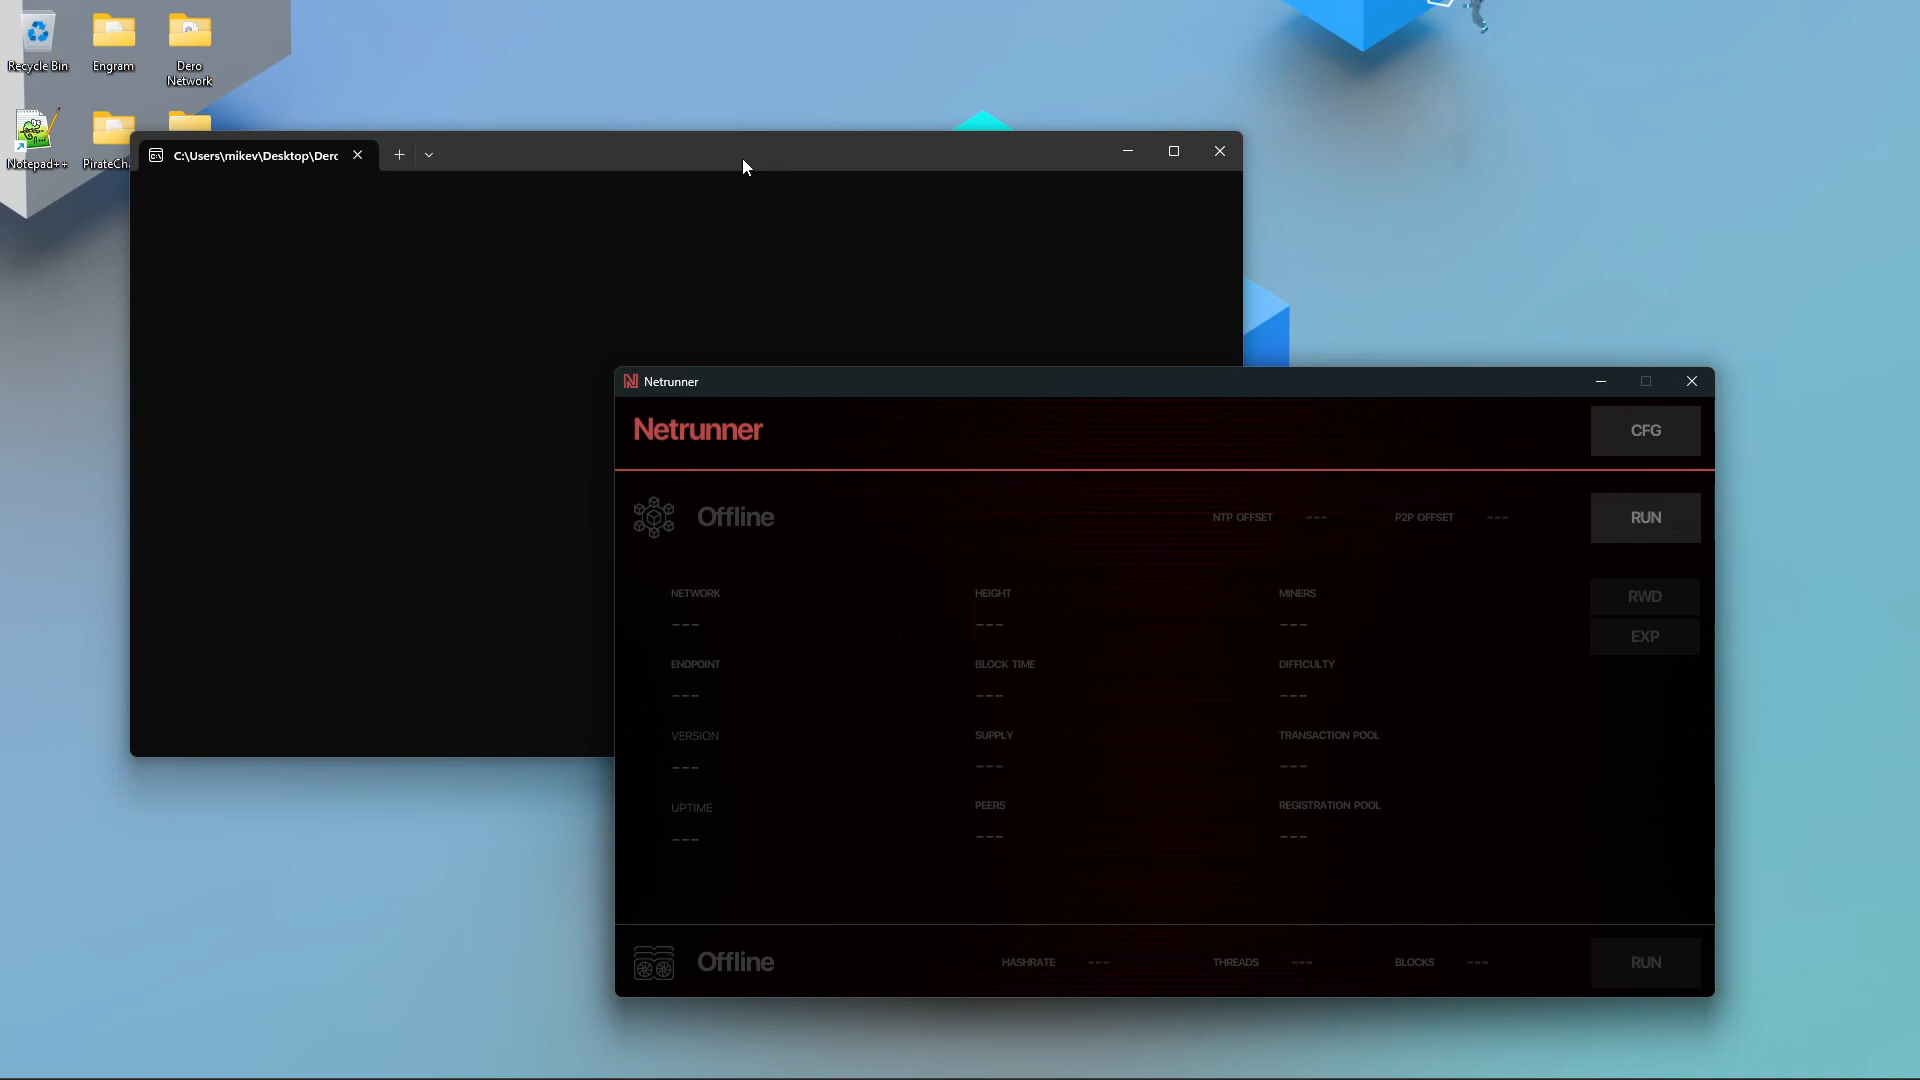 Recycle Bin
Engram
Dero
Network
Notepad++
PirateCh
C:\Users\mikev\Desktop\Derc
Netrunner
Netrunner
CFG
Offline
NTP OFFSET ---
P2P OFFSET ---
RUN
NETWORK
HEIGHT
MINERS
---
---
---
RWD
EXP
ENDPOINT
BLOCK TIME
DIFFICULTY
---
---
---
VERSION
SUPPLY
TRANSACTION POOL
---
---
---
UPTIME
PEERS
REGISTRATION POOL
---
---
---
Offline
HASHRATE ---
THREADS ---
BLOCKS ---
RUN